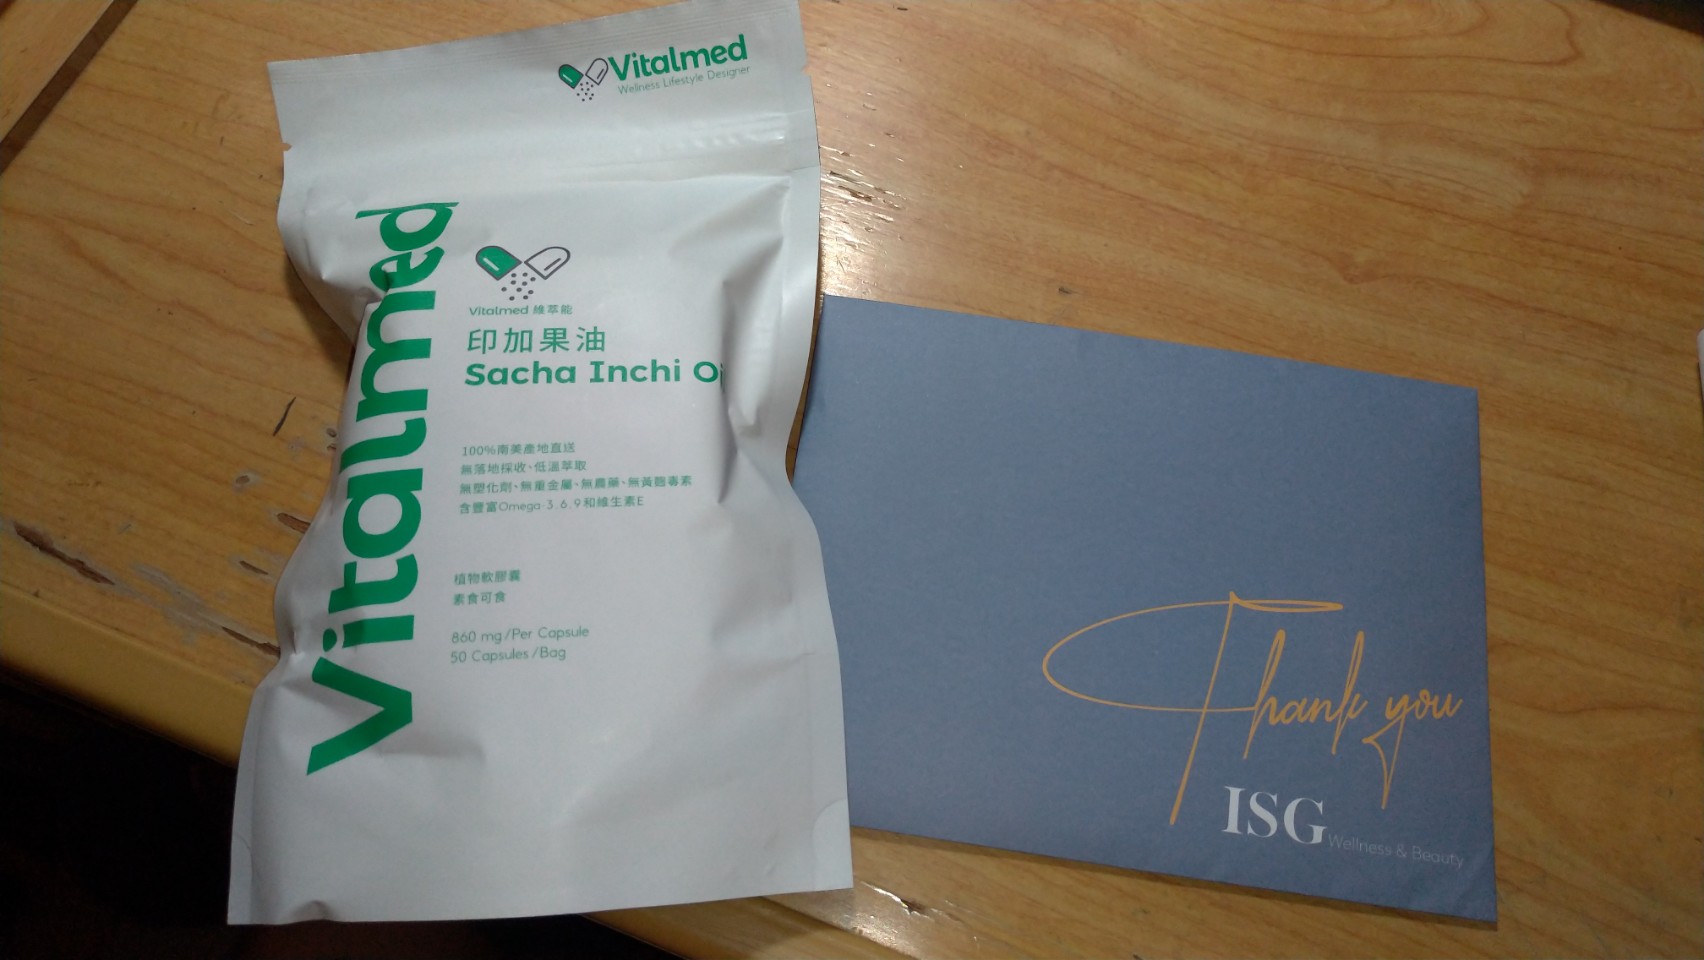 Vitalmed
Wellness Lifestyle Designer
Vitalmed
Vitalmed 維萃能
印加果油
Sacha Inchi Oi
100%南美產地直送
無落地採收、低溫萃取
無塑化劑、無重金屬、無農藥、無黃麴毒素
含豐富Omega-3.6.9和維生素E
植物軟膠囊
素食可食
860 mg/Per Capsule
50 Capsules/Bag
Thank you
ISG
Wellness & Beauty